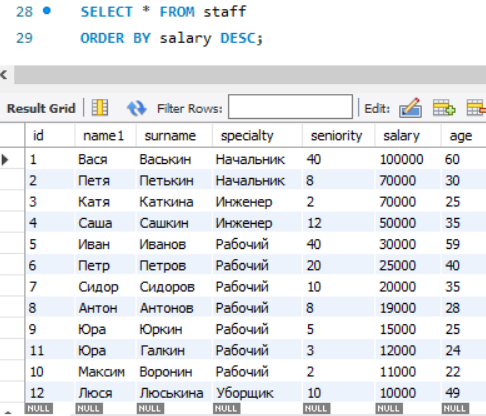 28 SELECT * FROM staff
29 ORDER BY salary DESC;
Result Grid Filter Rows: Edit:
id name1 surname specialty seniority salary age
1 Вася Васькин Начальник 40 100000 60
2 Петя Петькин Начальник 8 70000 30
3 Катя Каткина Инженер 2 70000 25
4 Саша Сашкин Инженер 12 50000 35
5 Иван Иванов Рабочий 40 30000 59
6 Петр Петров Рабочий 20 25000 40
7 Сидор Сидоров Рабочий 10 20000 35
8 Антон Антонов Рабочий 8 19000 28
9 Юра Юркин Рабочий 5 15000 25
11 Юра Галкин Рабочий 3 12000 24
10 Максим Воронин Рабочий 2 11000 22
12 Люся Люськина Уборщик 10 10000 49
NULL NULL NULL NULL NULL NULL NULL